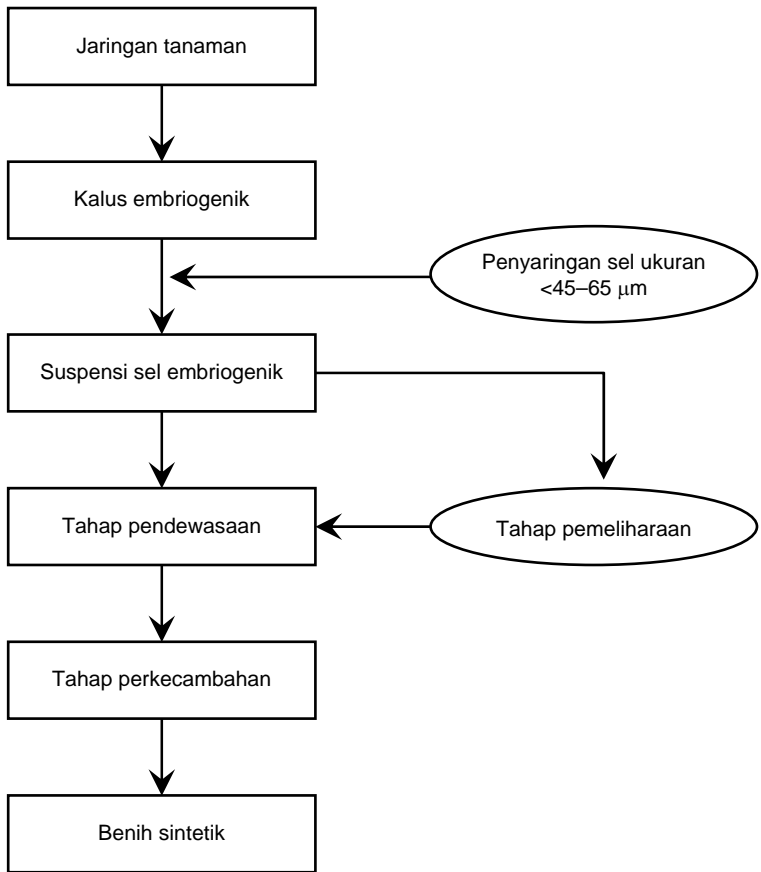 Jaringan tanaman
Kalus embriogenik
Penyaringan sel ukuran
<45–65 μm
Suspensi sel embriogenik
Tahap pendewasaan
Tahap pemeliharaan
Tahap perkecambahan
Benih sintetik